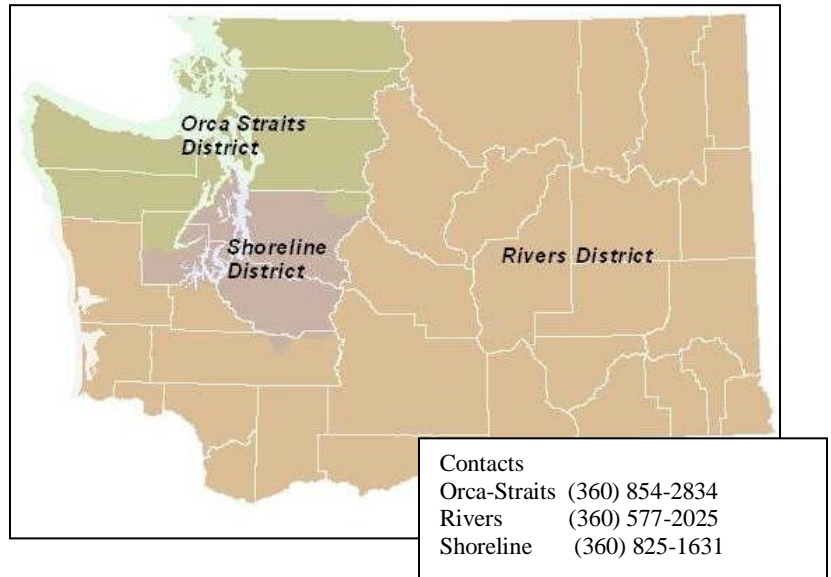 Orca Straits
District
Shoreline
District
Rivers District
Contacts
Orca-Straits (360) 854-2834
Rivers (360) 577-2025
Shoreline (360) 825-1631